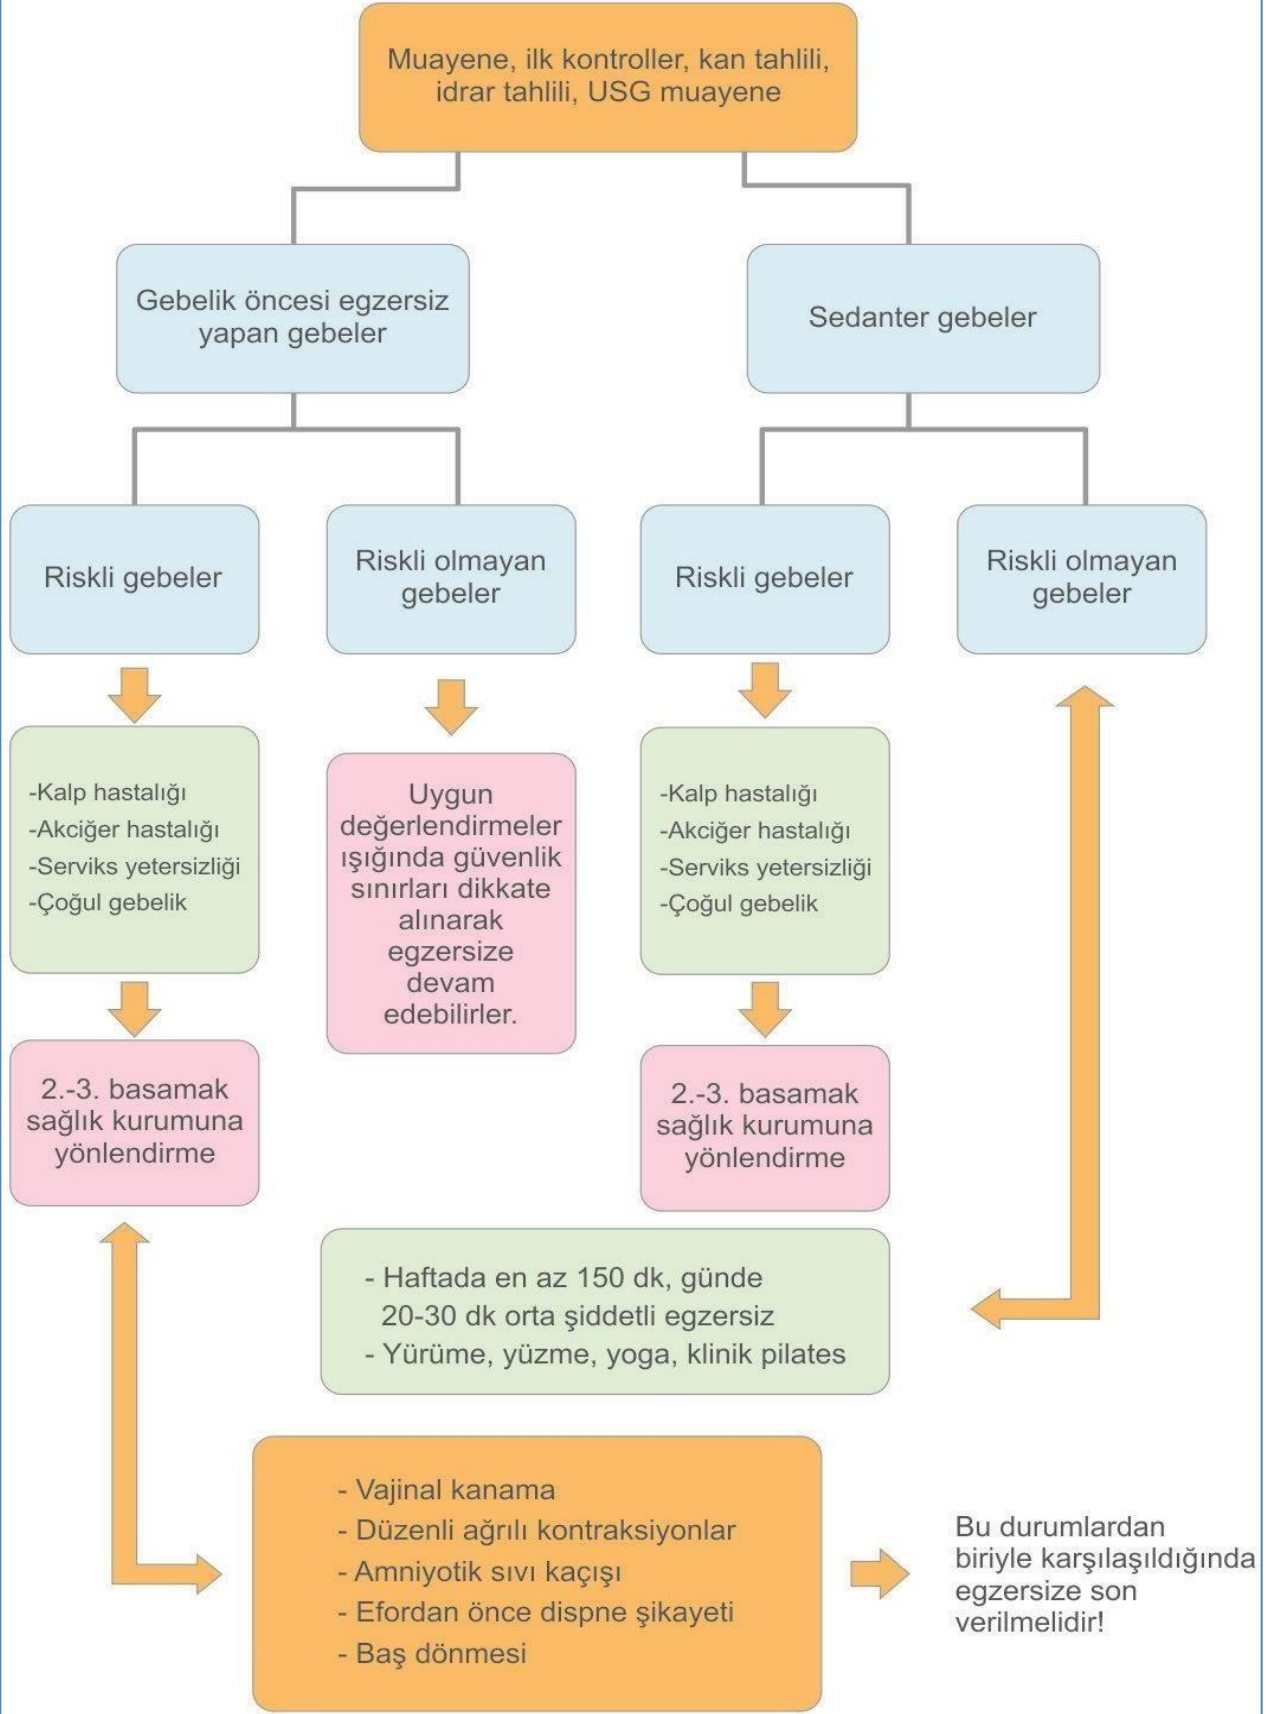 Muayene, ilk kontroller, kan tahlili,
idrar tahlili, USG muayene
Gebelik öncesi egzersiz
yapan gebeler
Sedanter gebeler
Riskli gebeler
Riskli olmayan
gebeler
Riskli gebeler
Riskli olmayan
gebeler
-Kalp hastalığı
-Akciğer hastalığı
-Serviks yetersizliği
-Çoğul gebelik
Uygun
değerlendirmeler
ışığında güvenlik
sınırları dikkate
alınarak
egzersize
devam
edebilirler.
-Kalp hastalığı
-Akciğer hastalığı
-Serviks yetersizliği
-Çoğul gebelik
2.-3. basamak
sağlık kurumuna
yönlendirme
2.-3. basamak
sağlık kurumuna
yönlendirme
- Haftada en az 150 dk, günde
20-30 dk orta şiddetli egzersiz
- Yürüme, yüzme, yoga, klinik pilates
- Vajinal kanama
- Düzenli ağrılı kontraksiyonlar
- Amniyotik sıvı kaçışı
- Efordan önce dispne şikayeti
- Baş dönmesi
Bu durumlardan
biriyle karşılaşıldığında
egzersize son
verilmelidir!